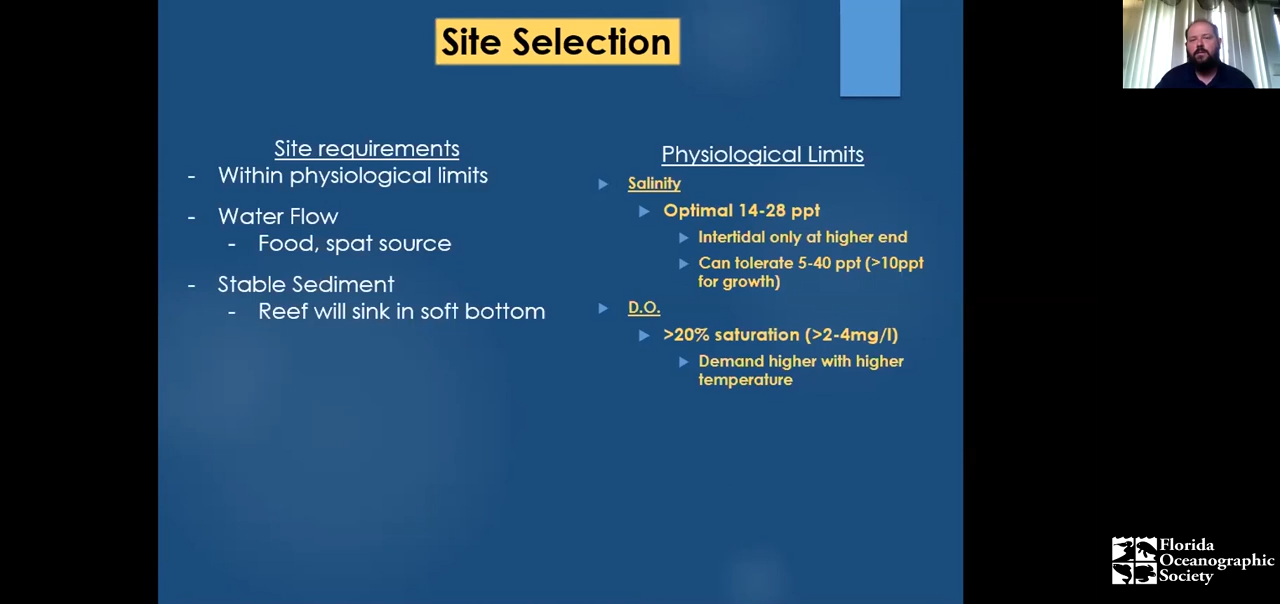 Site Selection
Site requirements
- Within physiological limits
- Water Flow
- Food, spat source
- Stable Sediment
- Reef will sink in soft bottom
Physiological Limits
Salinity
Optimal 14-28 ppt
Intertidal only at higher end
Can tolerate 5-40 ppt (>10ppt
for growth)
D.O.
>20% saturation (>2-4mg/l)
Demand higher with higher
temperature
Florida
Oceanographic
Society